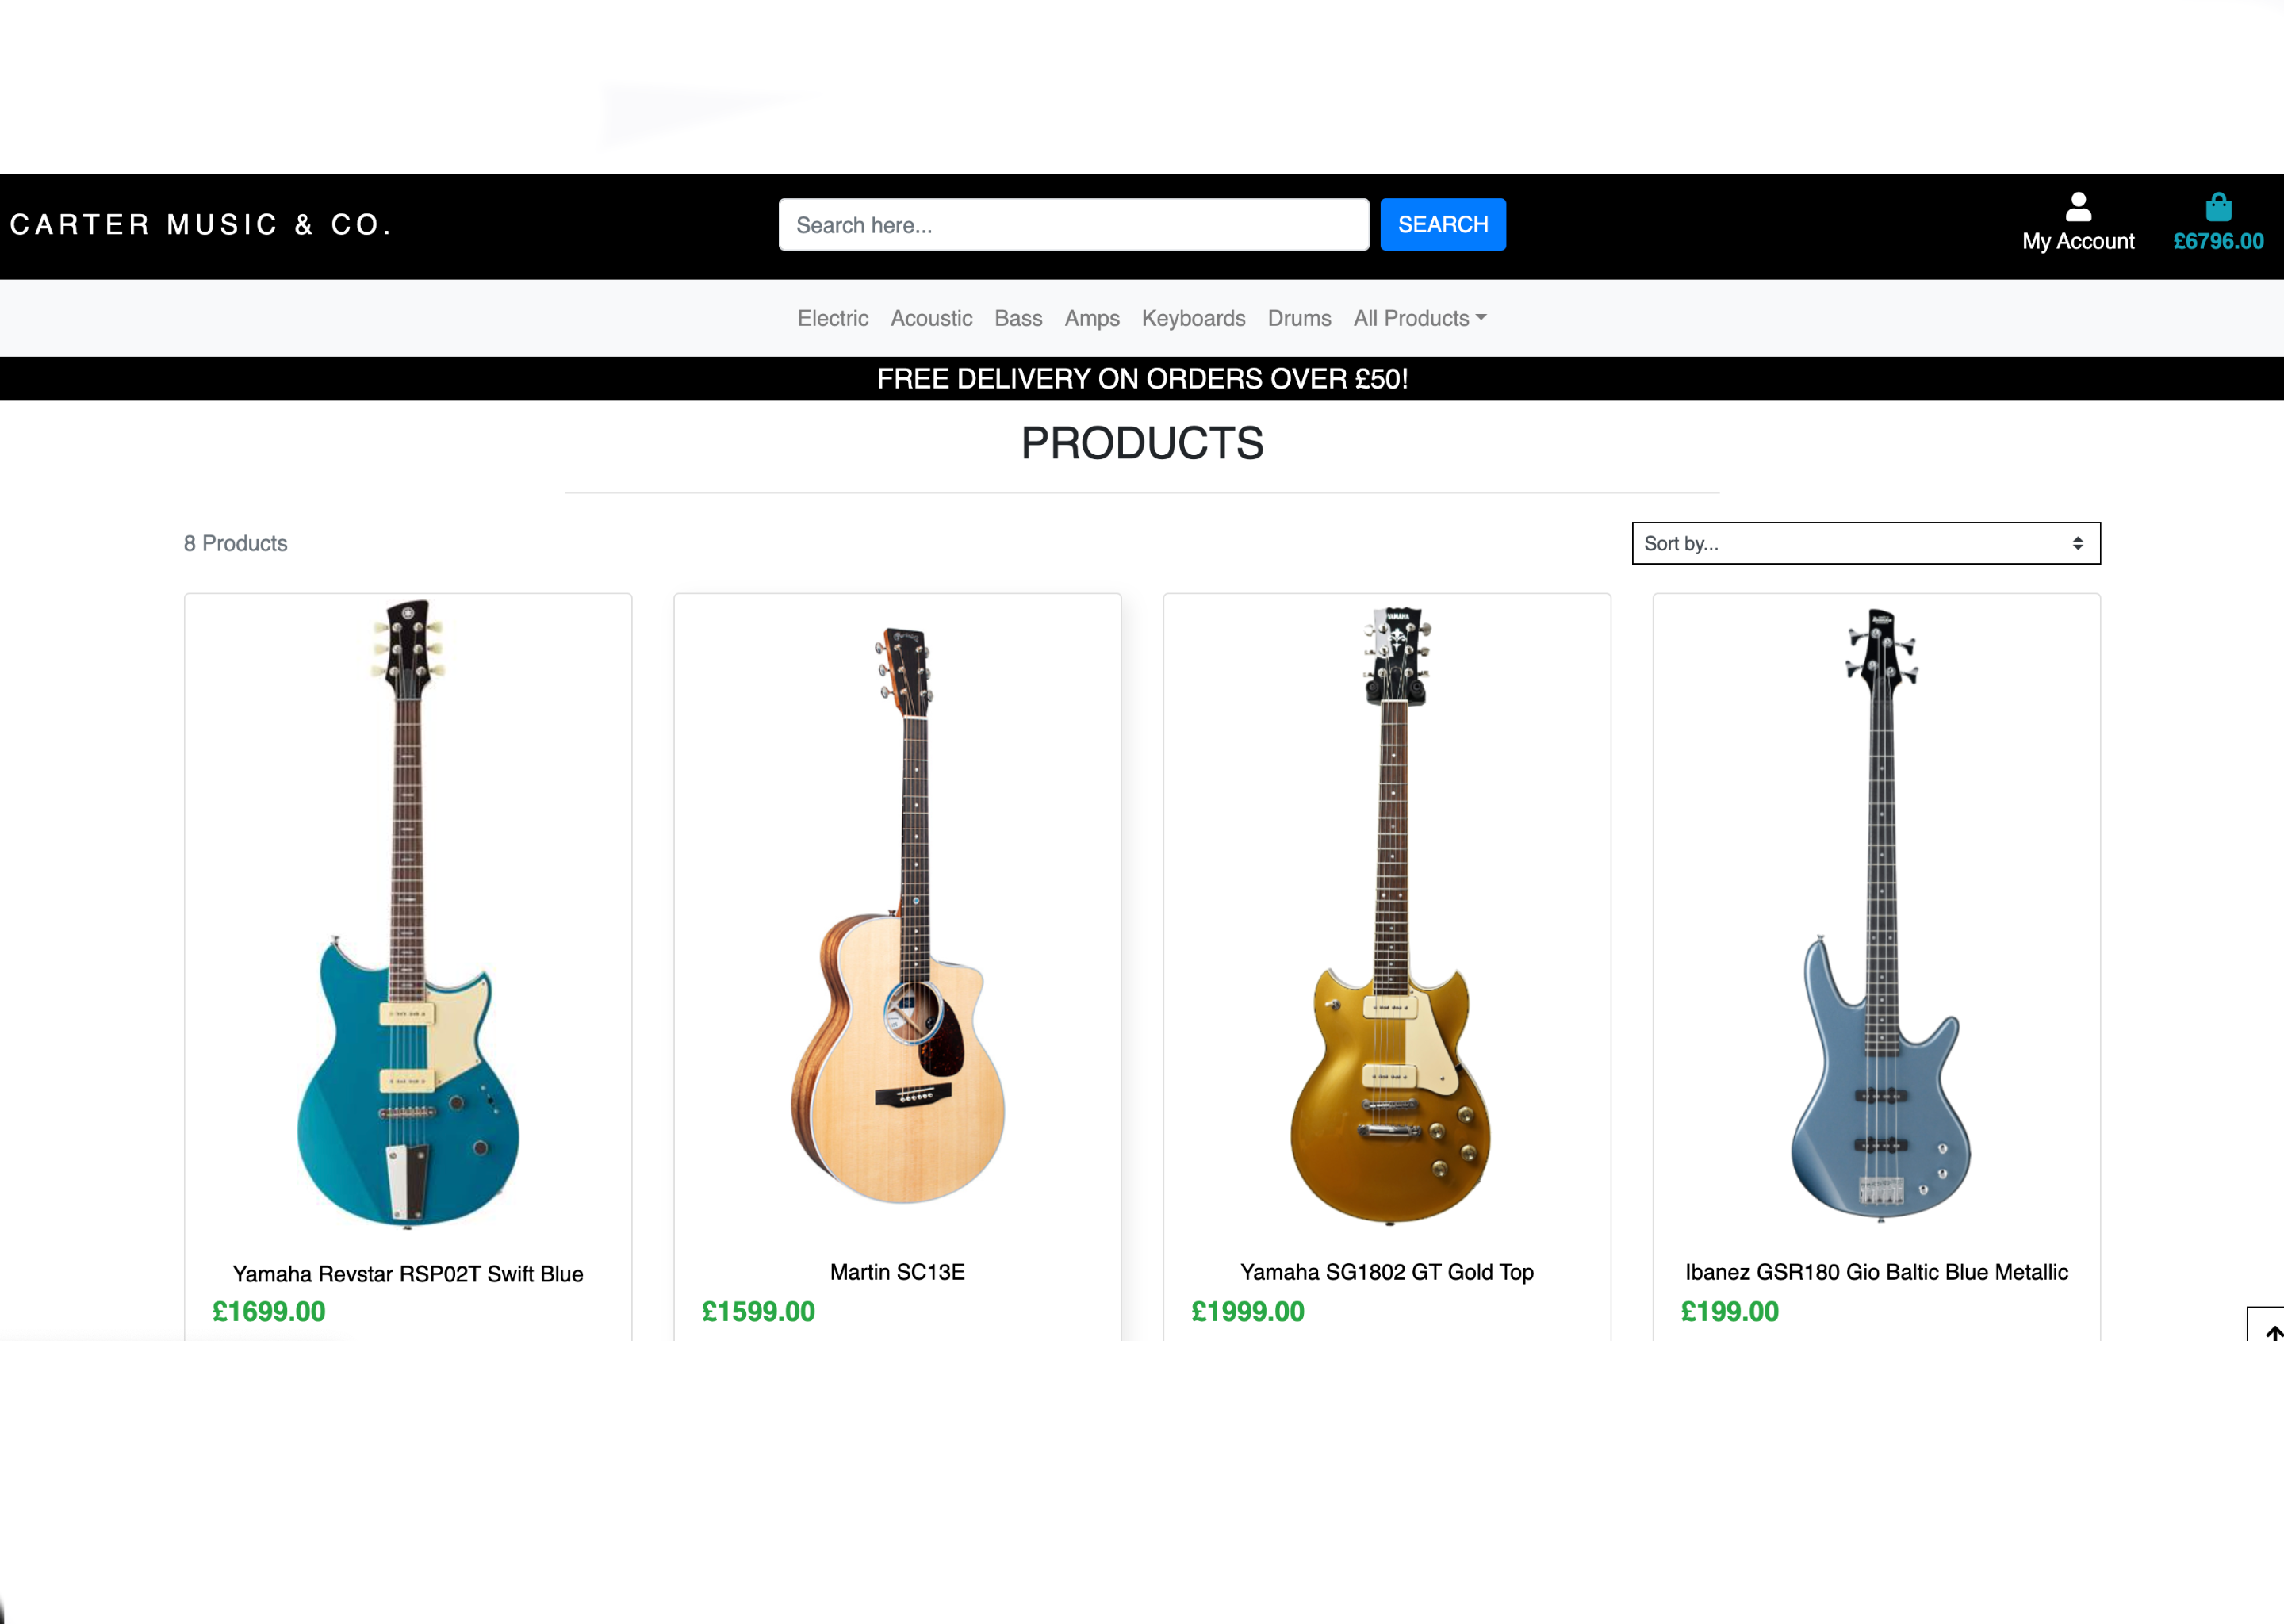 CARTER MUSIC & CO.
Search here...
SEARCH
My Account
£6796.00
Electric Acoustic Bass Amps Keyboards Drums All Products
FREE DELIVERY ON ORDERS OVER £50!
PRODUCTS
8 Products
Sort by...
YAMAHA
Yamaha Revstar RSP02T Swift Blue
£1699.00
Martin SC13E
£1599.00
Yamaha SG1802 GT Gold Top
£1999.00
Ibanez GSR180 Gio Baltic Blue Metallic
£199.00